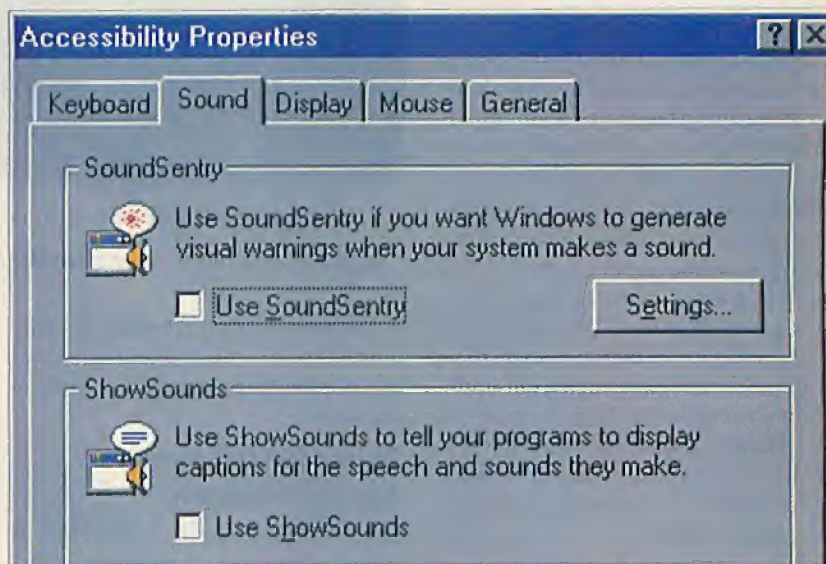 Accessibility Properties
Keyboard Sound Display Mouse General
SoundSentry
Use SoundSentry if you want Windows to generate
visual warnings when your system makes a sound.
Use SoundSentry
Settings...
ShowSounds
Use ShowSounds to tell your programs to display
captions for the speech and sounds they make.
Use ShowSounds